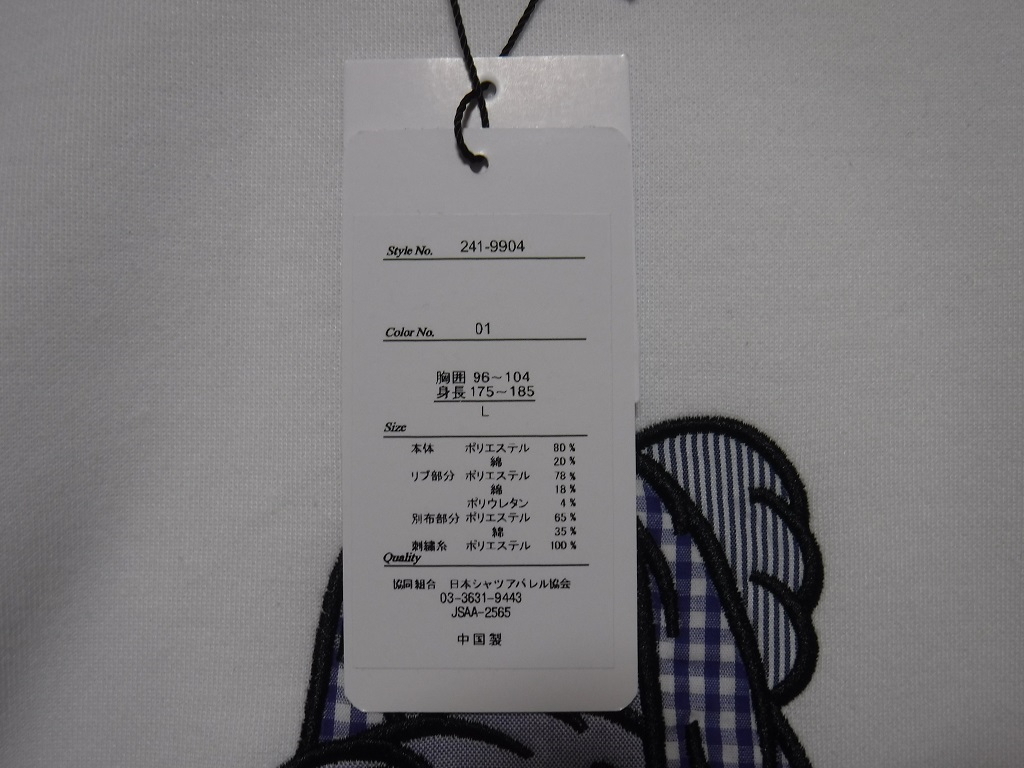 Style No. 241-9904
Color No. 01
胸囲 96～104
身長 175～185
L
Size
本体 ポリエステル 80%
綿 20%
リブ部分 ポリエステル 78%
綿 18%
ポリウレタン 4%
別布部分 ポリエステル 65%
綿 35%
刺繍糸 ポリエステル 100%
Quality
協同組合 日本シャツアパレル協会
03-3631-9443
JSAA-2565
中国製